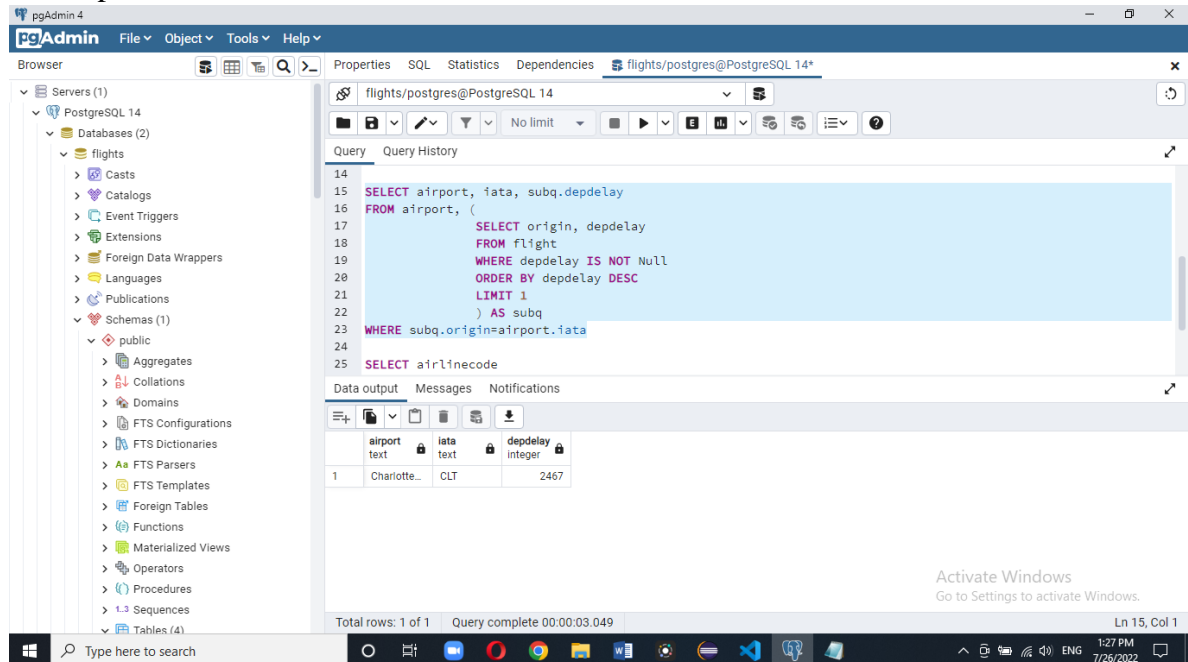 pgAdmin 4
pgAdmin File Object Tools Help
Browser
Properties SQL Statistics Dependencies flights/postgres@PostgreSQL 14*
Servers (1)
PostgreSQL 14
Databases (2)
flights
Casts
Catalogs
Event Triggers
Extensions
Foreign Data Wrappers
Languages
Publications
Schemas (1)
public
Aggregates
Collations
Domains
FTS Configurations
FTS Dictionaries
Aa FTS Parsers
FTS Templates
Foreign Tables
Functions
Materialized Views
Operators
Procedures
1..3 Sequences
Tables (4)
flights/postgres@PostgreSQL 14
No limit
E
Query Query History
14
15 SELECT airport, iata, subq.depdelay
16 FROM airport, (
17 SELECT origin, depdelay
18 FROM flight
19 WHERE depdelay IS NOT Null
20 ORDER BY depdelay DESC
21 LIMIT 1
22 ) AS subq
23 WHERE subq.origin=airport.iata
24
25 SELECT airlinecode
Data output Messages Notifications
airport text iata text depdelay integer
1 Charlotte... CLT 2467
Activate Windows
Go to Settings to activate Windows.
Total rows: 1 of 1 Query complete 00:00:03.049 Ln 15, Col 1
Type here to search
ENG
1:27 PM
7/26/2022